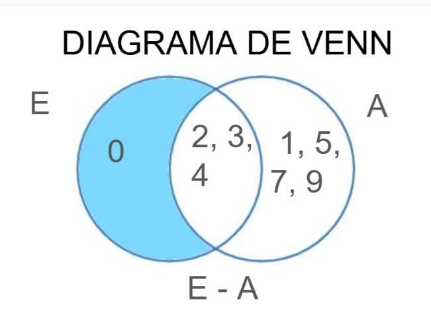 DIAGRAMA DE VENN
E
A
0
2, 3,
4
1, 5,
7, 9
E - A